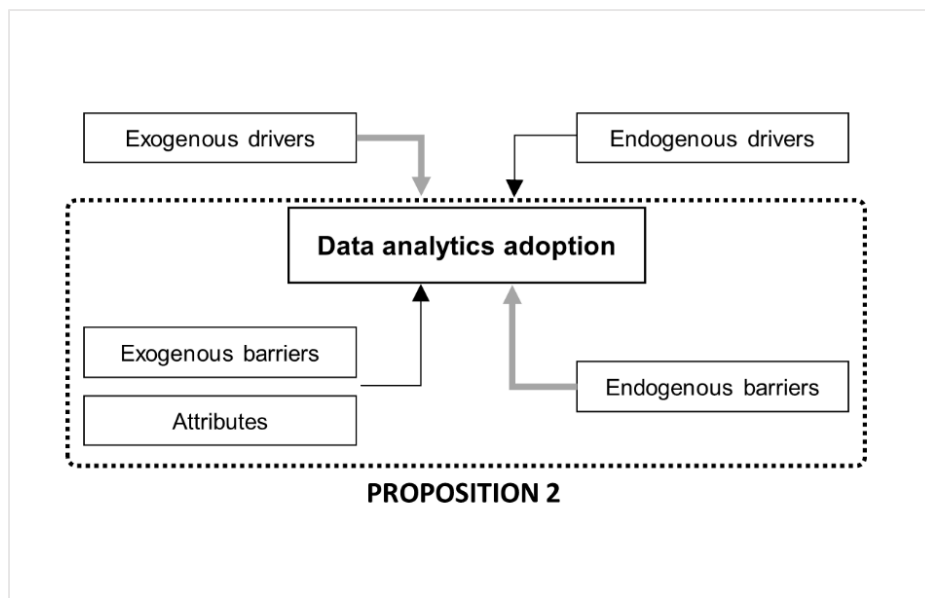 Exogenous drivers
Endogenous drivers
Data analytics adoption
Exogenous barriers
Endogenous barriers
Attributes
PROPOSITION 2